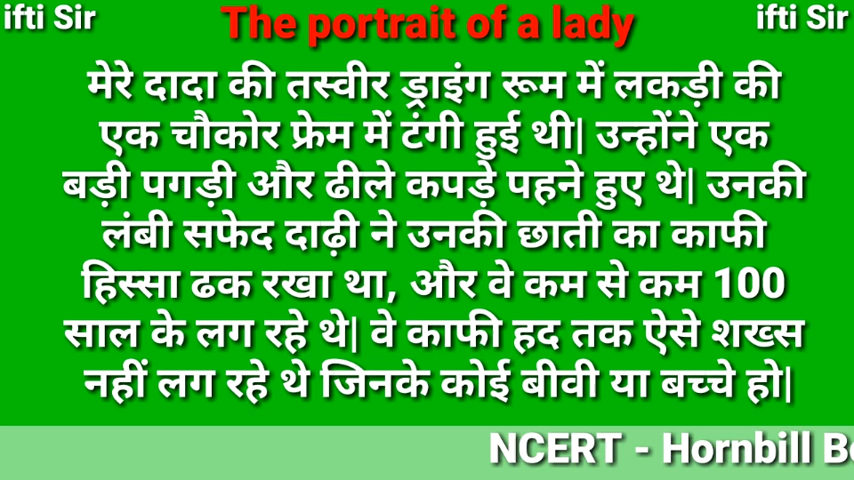 ifti Sir
The portrait of a lady
ifti Sir
मेरे दादा की तस्वीर ड्राइंग रूम में लकड़ी की
एक चौकोर फ्रेम में टंगी हुई थी| उन्होंने एक
बड़ी पगड़ी और ढीले कपड़े पहने हुए थे| उनकी
लंबी सफेद दाढ़ी ने उनकी छाती का काफी
हिस्सा ढक रखा था, और वे कम से कम 100
साल के लग रहे थे| वे काफी हद तक ऐसे शख्स
नहीं लग रहे थे जिनके कोई बीवी या बच्चे हो|
NCERT - Hornbill